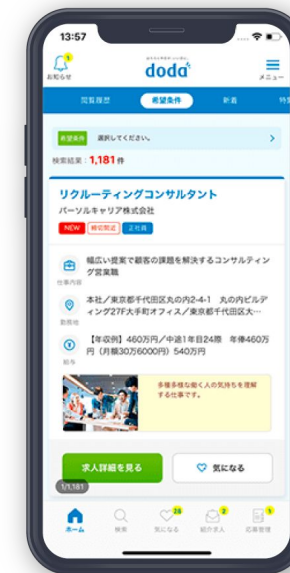 13:57
お知らせ
doda
メニュー
閲覧履歴
希望条件
新着
希望条件 選択してください。
検索結果：1,181 件
リクルーティングコンサルタント
パーソルキャリア株式会社
NEW 締切間近 正社員
仕事内容
幅広い提案で顧客の課題を解決するコンサルティング営業職
勤務地
本社／東京都千代田区丸の内2-4-1 丸の内ビルディング27F大手町オフィス／東京都千代田区大…
給与
【年収例】460万円／中途1年目24際 年俸460万円（月額30万6000円）540万円
多種多様な働く人の気持ちを理解する仕事です。
求人詳細を見る
気になる
1/1,181
28
2
5
ホーム
検索
気になる
紹介求人
応募管理